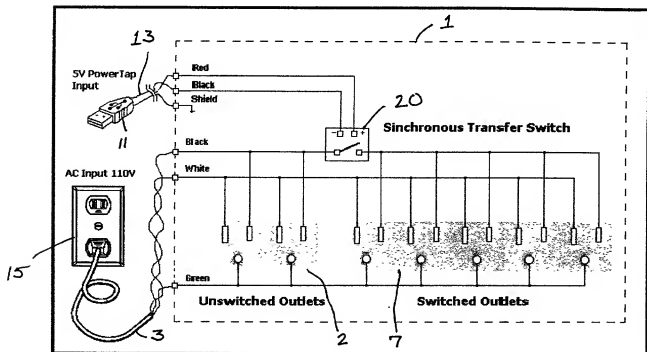 1
13
5V PowerTap
Input
Red
Black
Shield
11
20
Sinchronous Transfer Switch
- +
Black
White
AC Input 110V
15
Green
Unswitched Outlets
2
7
Switched Outlets
3